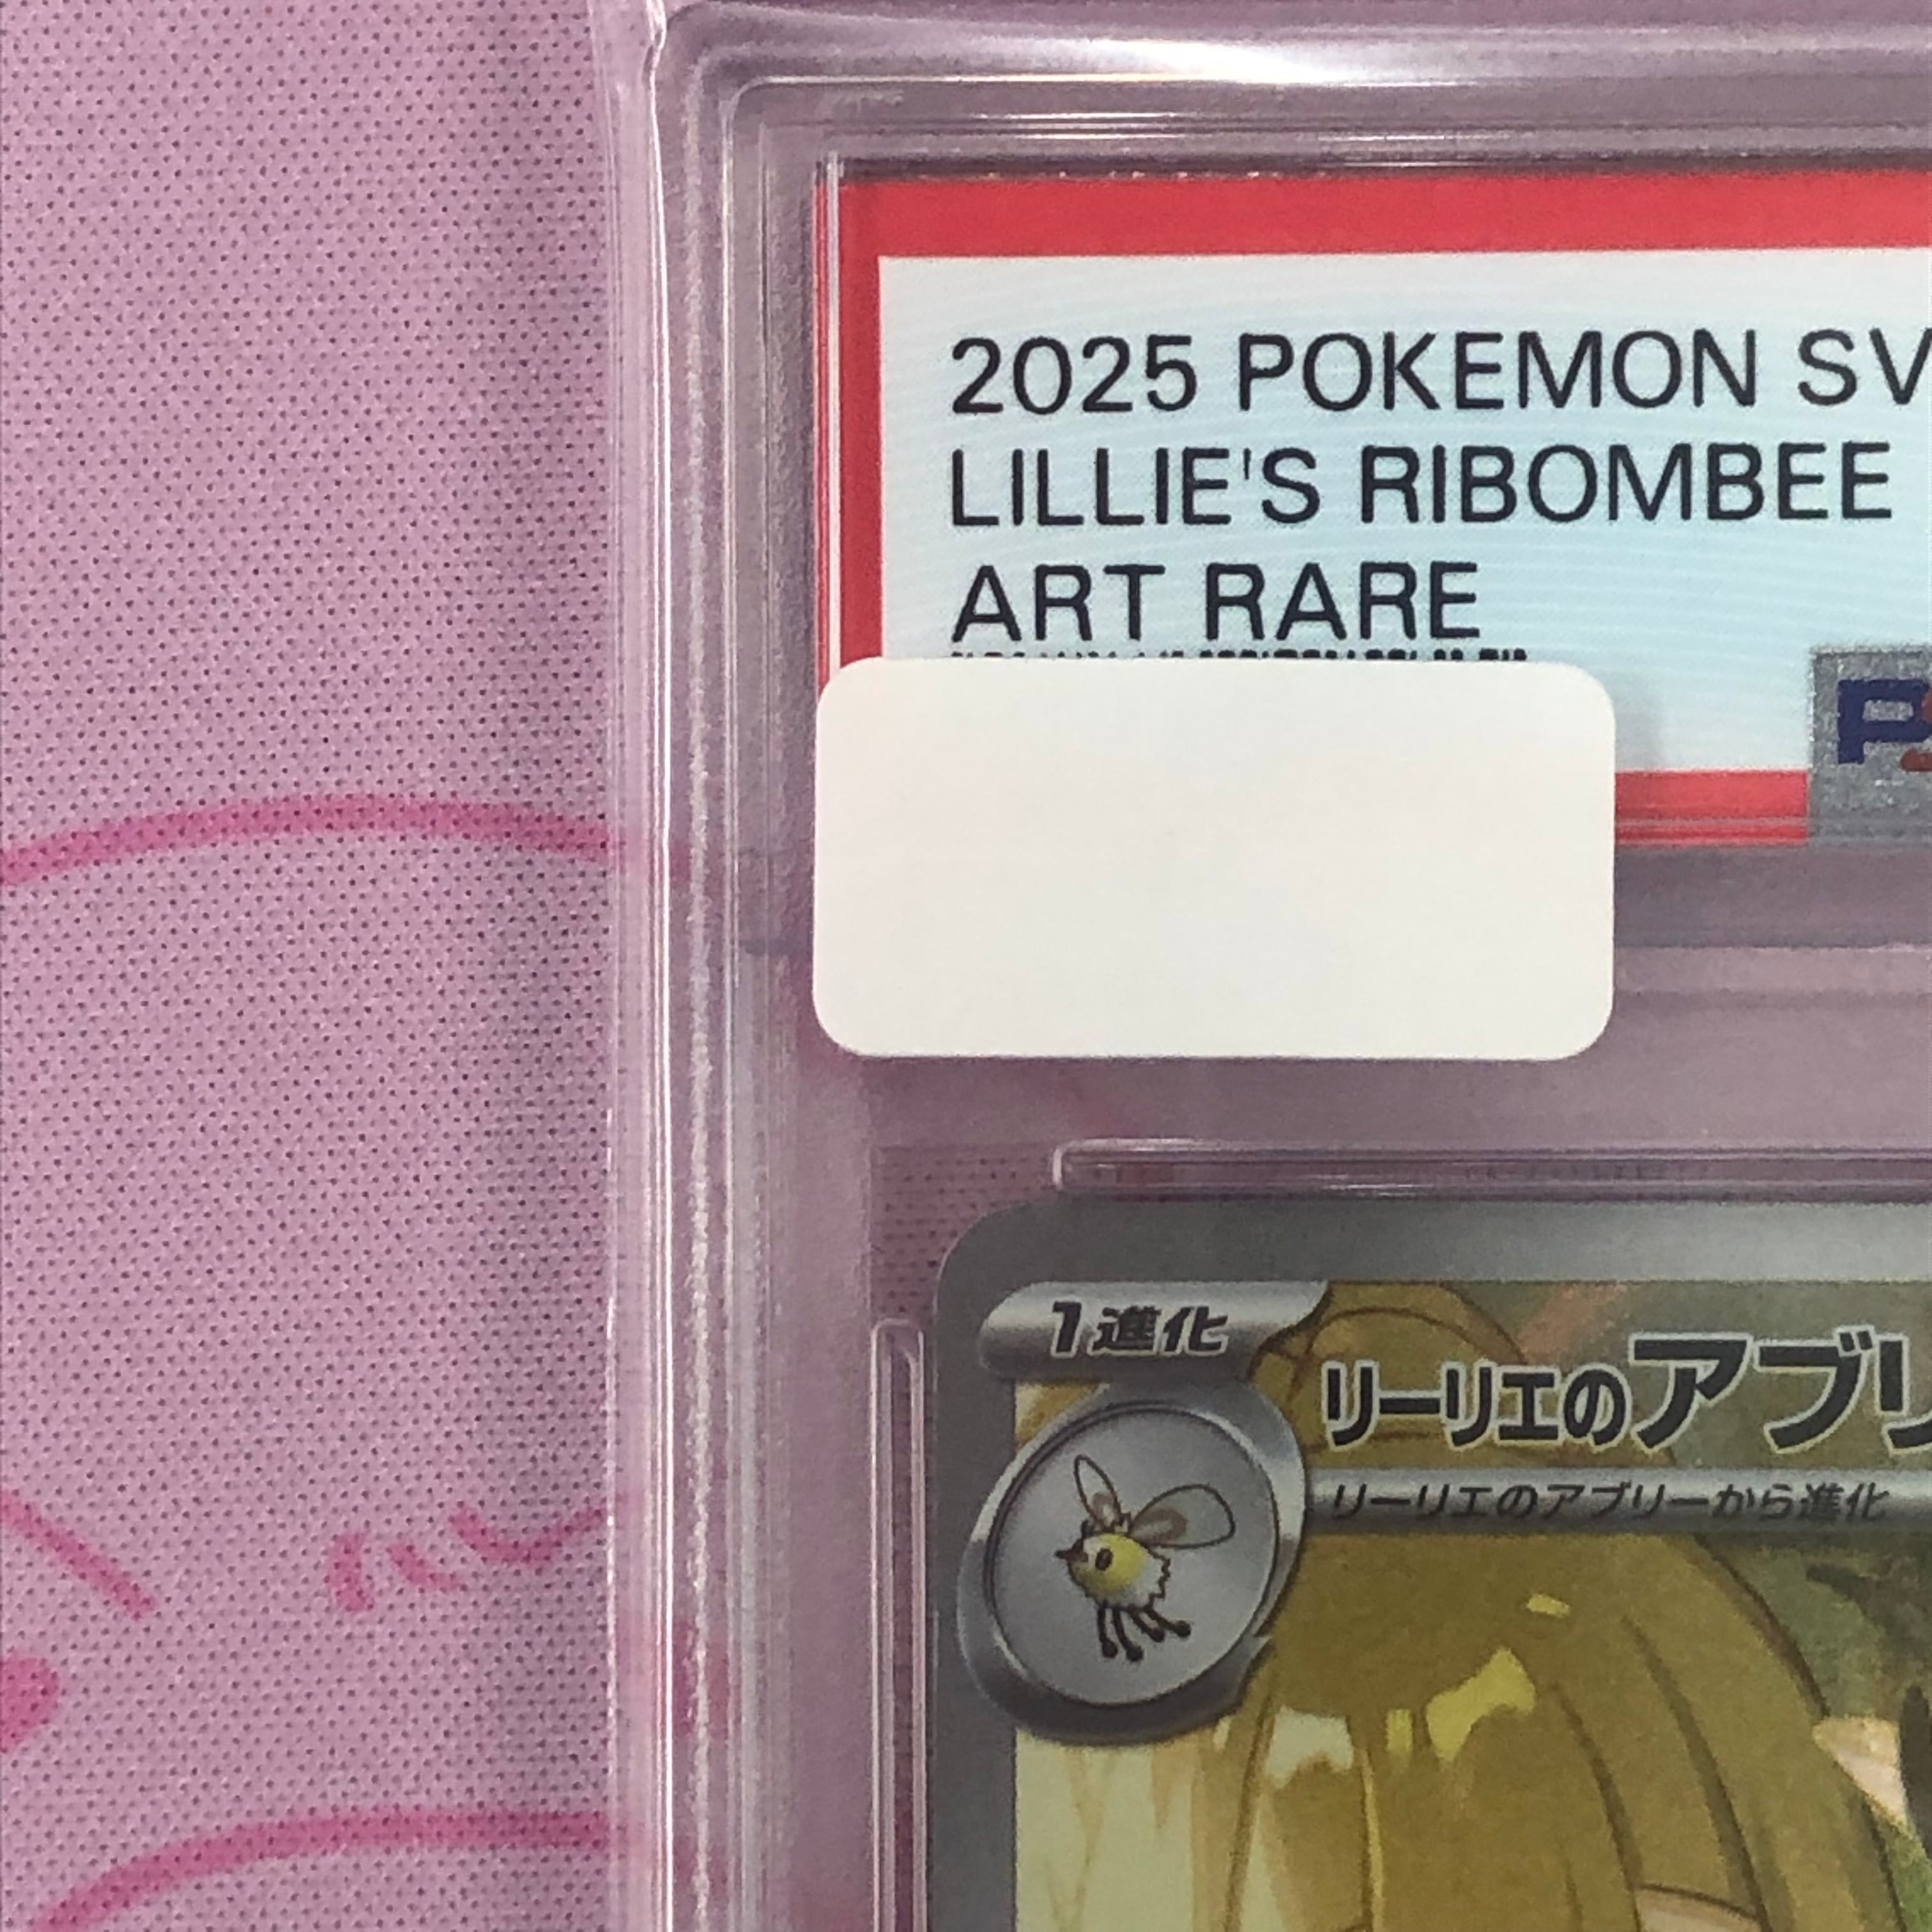 2025 POKEMON SV
LILLIE'S RIBOMBEE
ART RARE
P
1進化
リーリエのアブリ
リーリエのアブリーから進化